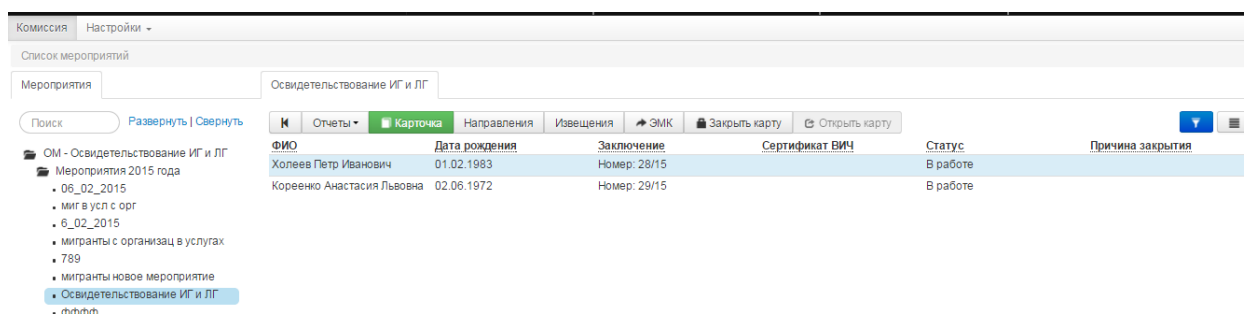 Комиссия Настройки
Список мероприятий
Мероприятия Освидетельствование ИГ и ЛГ
Поиск Развернуть | Свернуть Отчеты Карточка Направления Извещения ЭМК Закрыть карту Открыть карту
ФИО Дата рождения Заключение Сертификат ВИЧ Статус Причина закрытия
Холеев Петр Иванович 01.02.1983 Номер: 28/15 В работе
Кореенко Анастасия Львовна 02.06.1972 Номер: 29/15 В работе
ОМ - Освидетельствование ИГ и ЛГ
Мероприятия 2015 года
06_02_2015
миг в усл с орг
6_02_2015
мигранты с организац в услугах
789
мигранты новое мероприятие
Освидетельствование ИГ и ЛГ
фффф